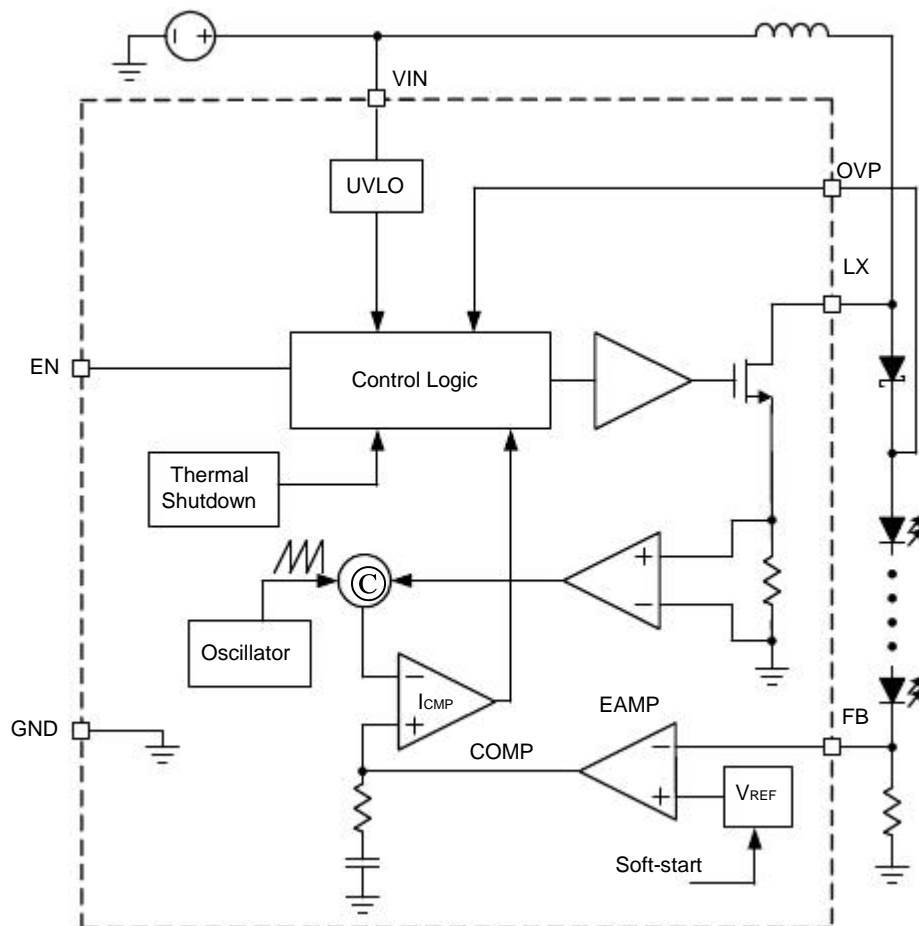 VIN
UVLO
OVP
LX
EN
Control Logic
Thermal
Shutdown
+
−
©
Oscillator
−
ICMP
+
GND
EAMP
FB
COMP
−
+
VREF
Soft-start